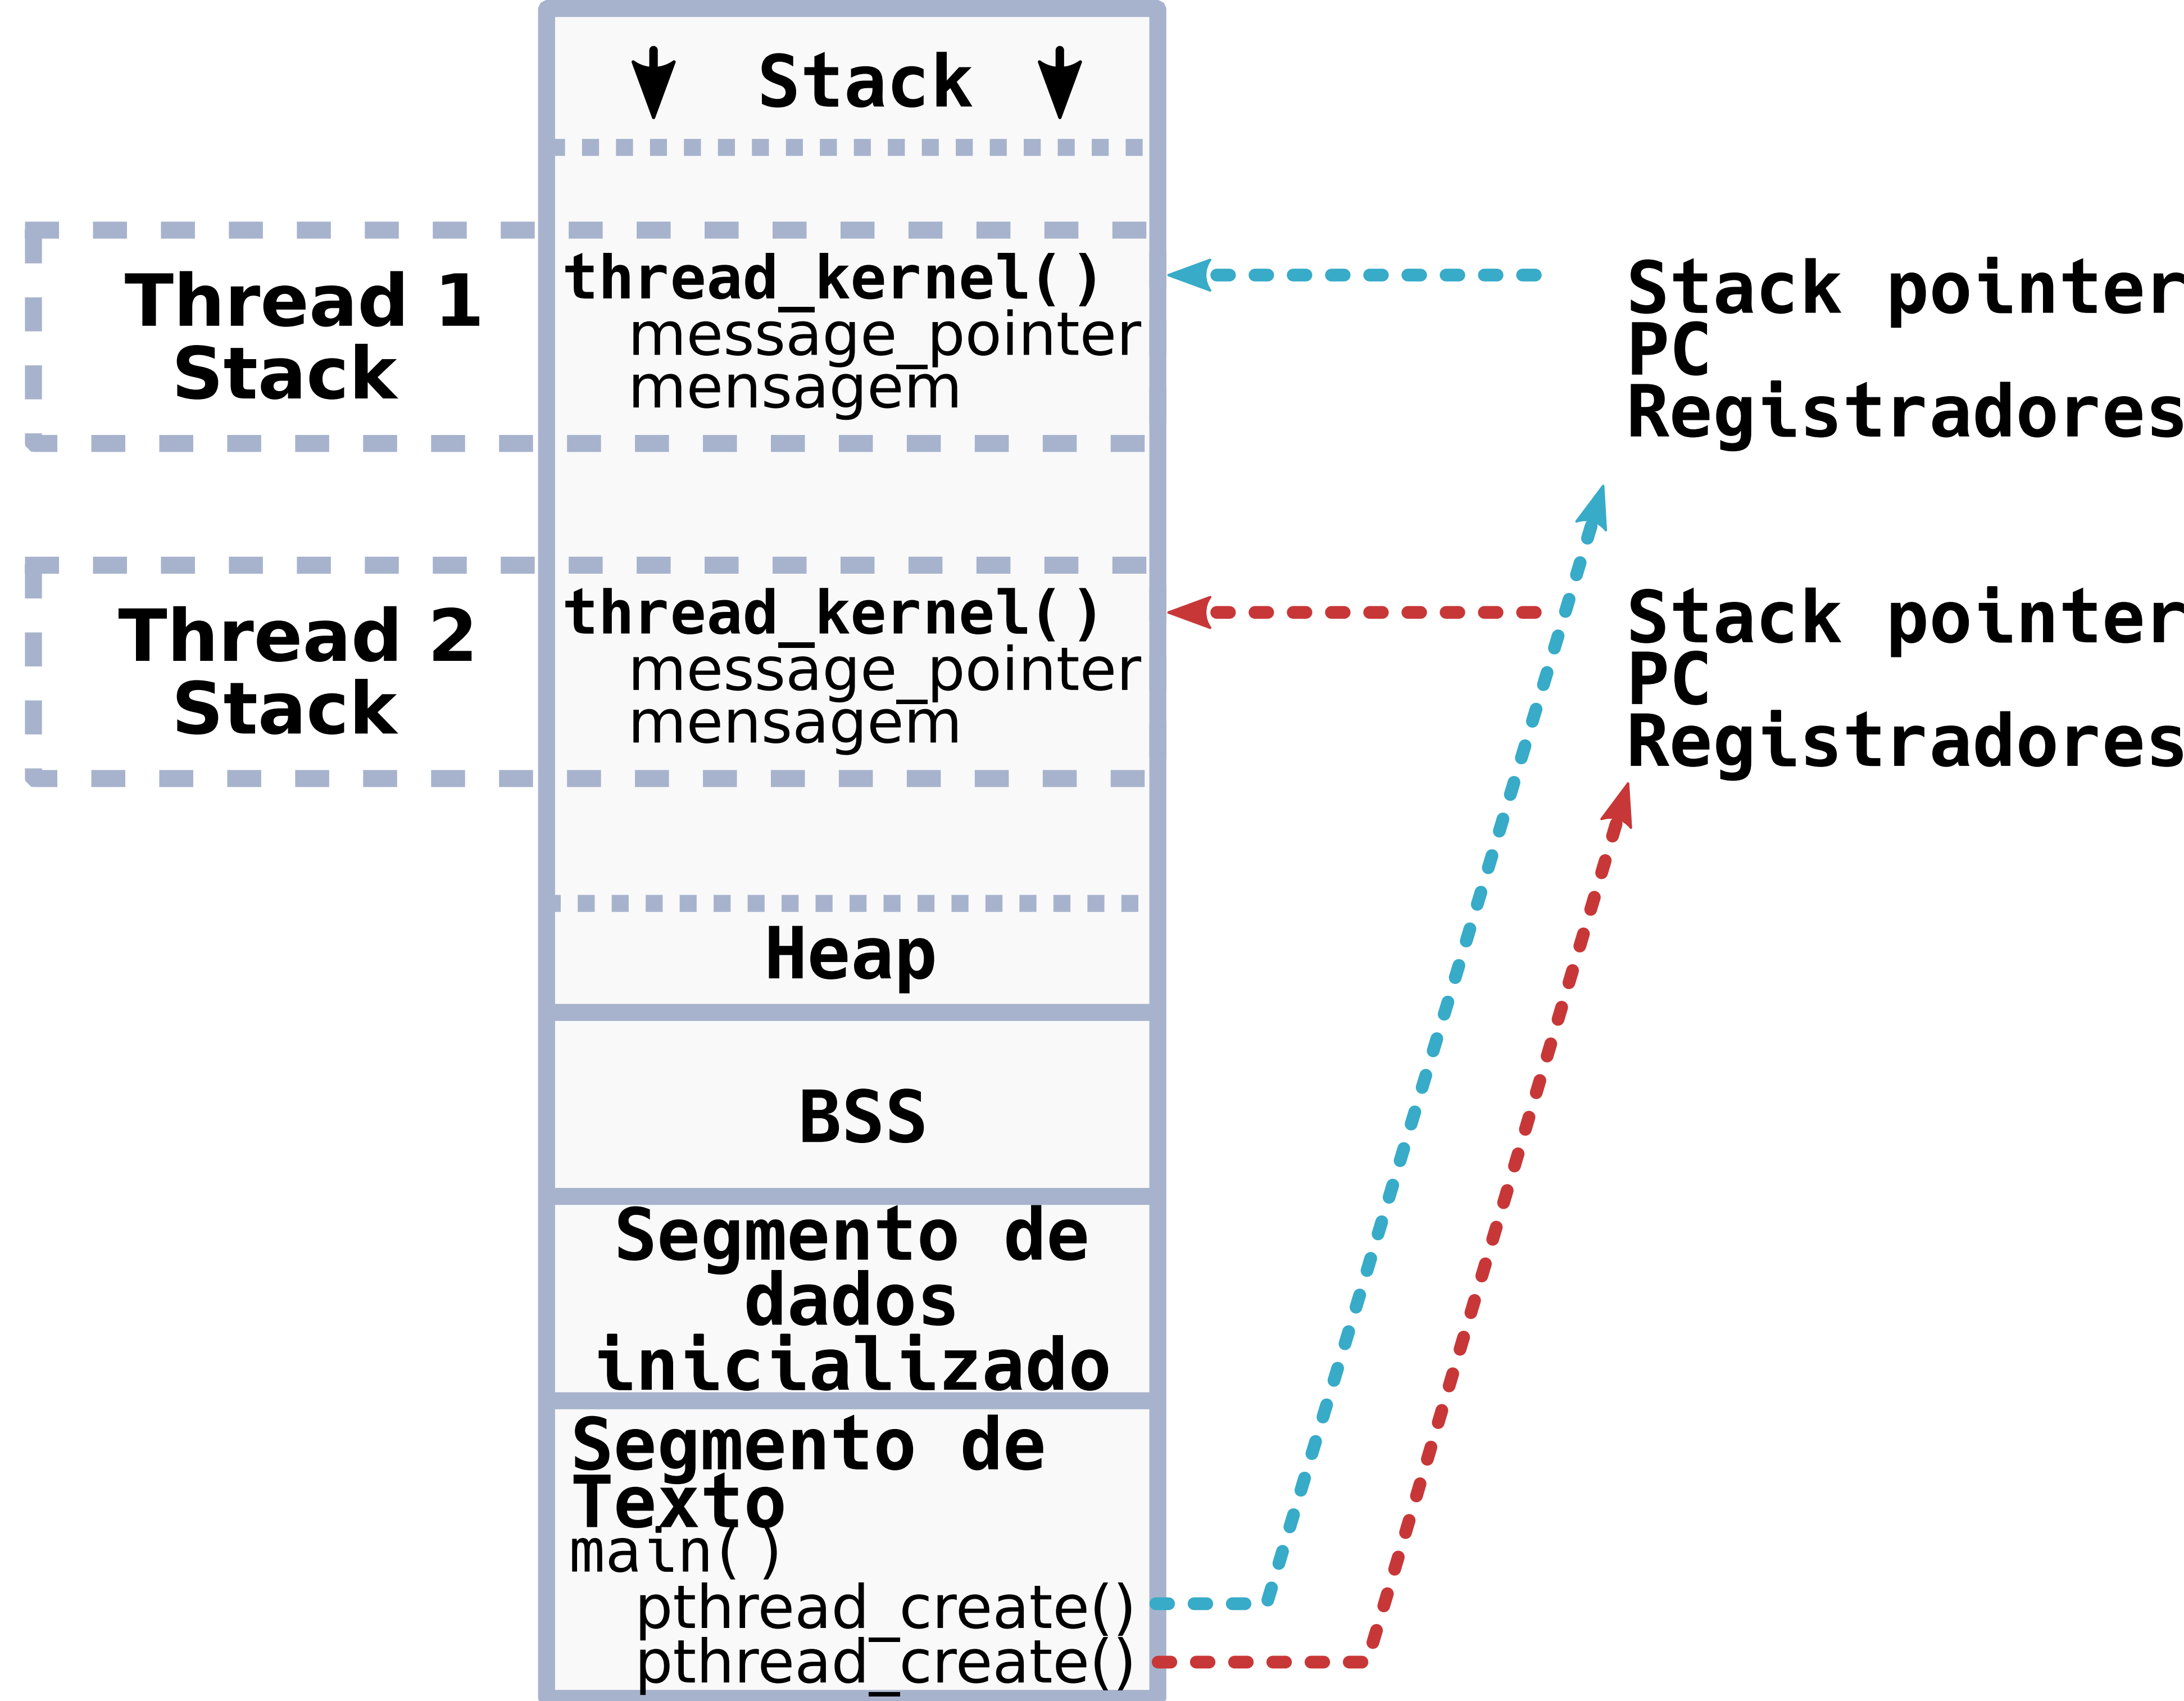 Stack
Thread 1
Stack
thread_kernel()
message_pointer
mensagem
Stack pointer
PC
Registradores
Thread 2
Stack
thread_kernel()
message_pointer
mensagem
Stack pointer
PC
Registradores
Heap
BSS
Segmento de
dados
inicializado
Segmento de
Texto
main()
pthread_create()
pthread_create()